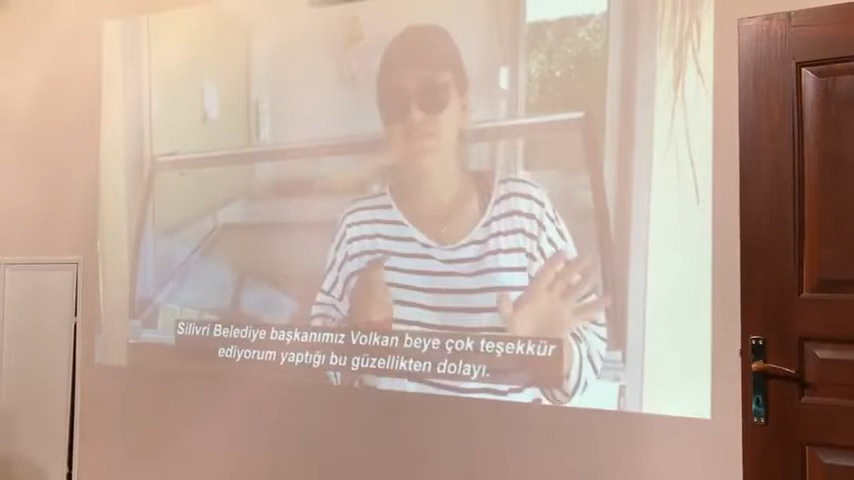 Silivri Belediye başkanımız Volkan beye çok teşekkür
ediyorum yaptığı bu güzellikten dolayı.